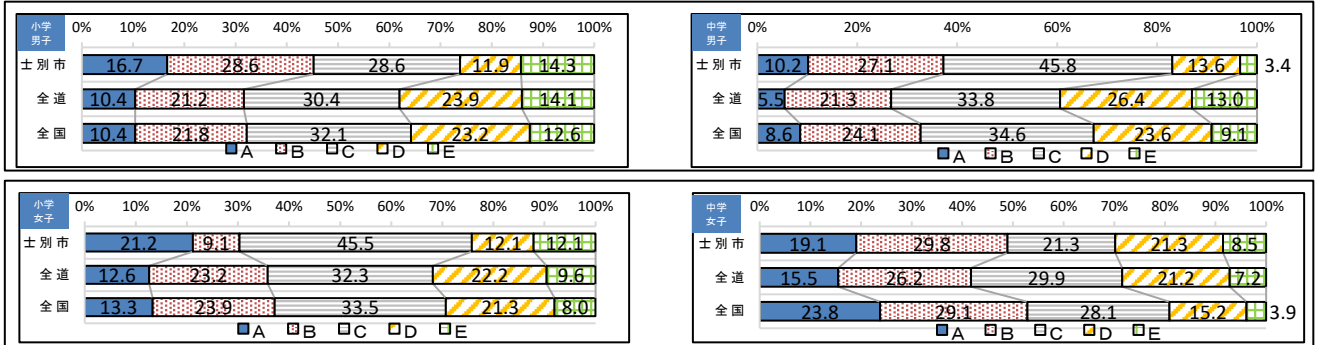 小学
男子
0% 10% 20% 30% 40% 50% 60% 70% 80% 90% 100%
士別市 16.7 28.6 28.6 11.9 14.3
全道 10.4 21.2 30.4 23.9 14.1
全国 10.4 21.8 32.1 23.2 12.6
A B C D E
中学
男子
0% 20% 40% 60% 80% 100%
士別市 10.2 27.1 45.8 13.6 3.4
全道 5.5 21.3 33.8 26.4 13.0
全国 8.6 24.1 34.6 23.6 9.1
A B C D E
小学
女子
0% 10% 20% 30% 40% 50% 60% 70% 80% 90% 100%
士別市 21.2 9.1 45.5 12.1 12.1
全道 12.6 23.2 32.3 22.2 9.6
全国 13.3 23.9 33.5 21.3 8.0
A B C D E
中学
女子
0% 10% 20% 30% 40% 50% 60% 70% 80% 90% 100%
士別市 19.1 29.8 21.3 21.3 8.5
全道 15.5 26.2 29.9 21.2 7.2
全国 23.8 29.1 28.1 15.2 3.9
A B C D E